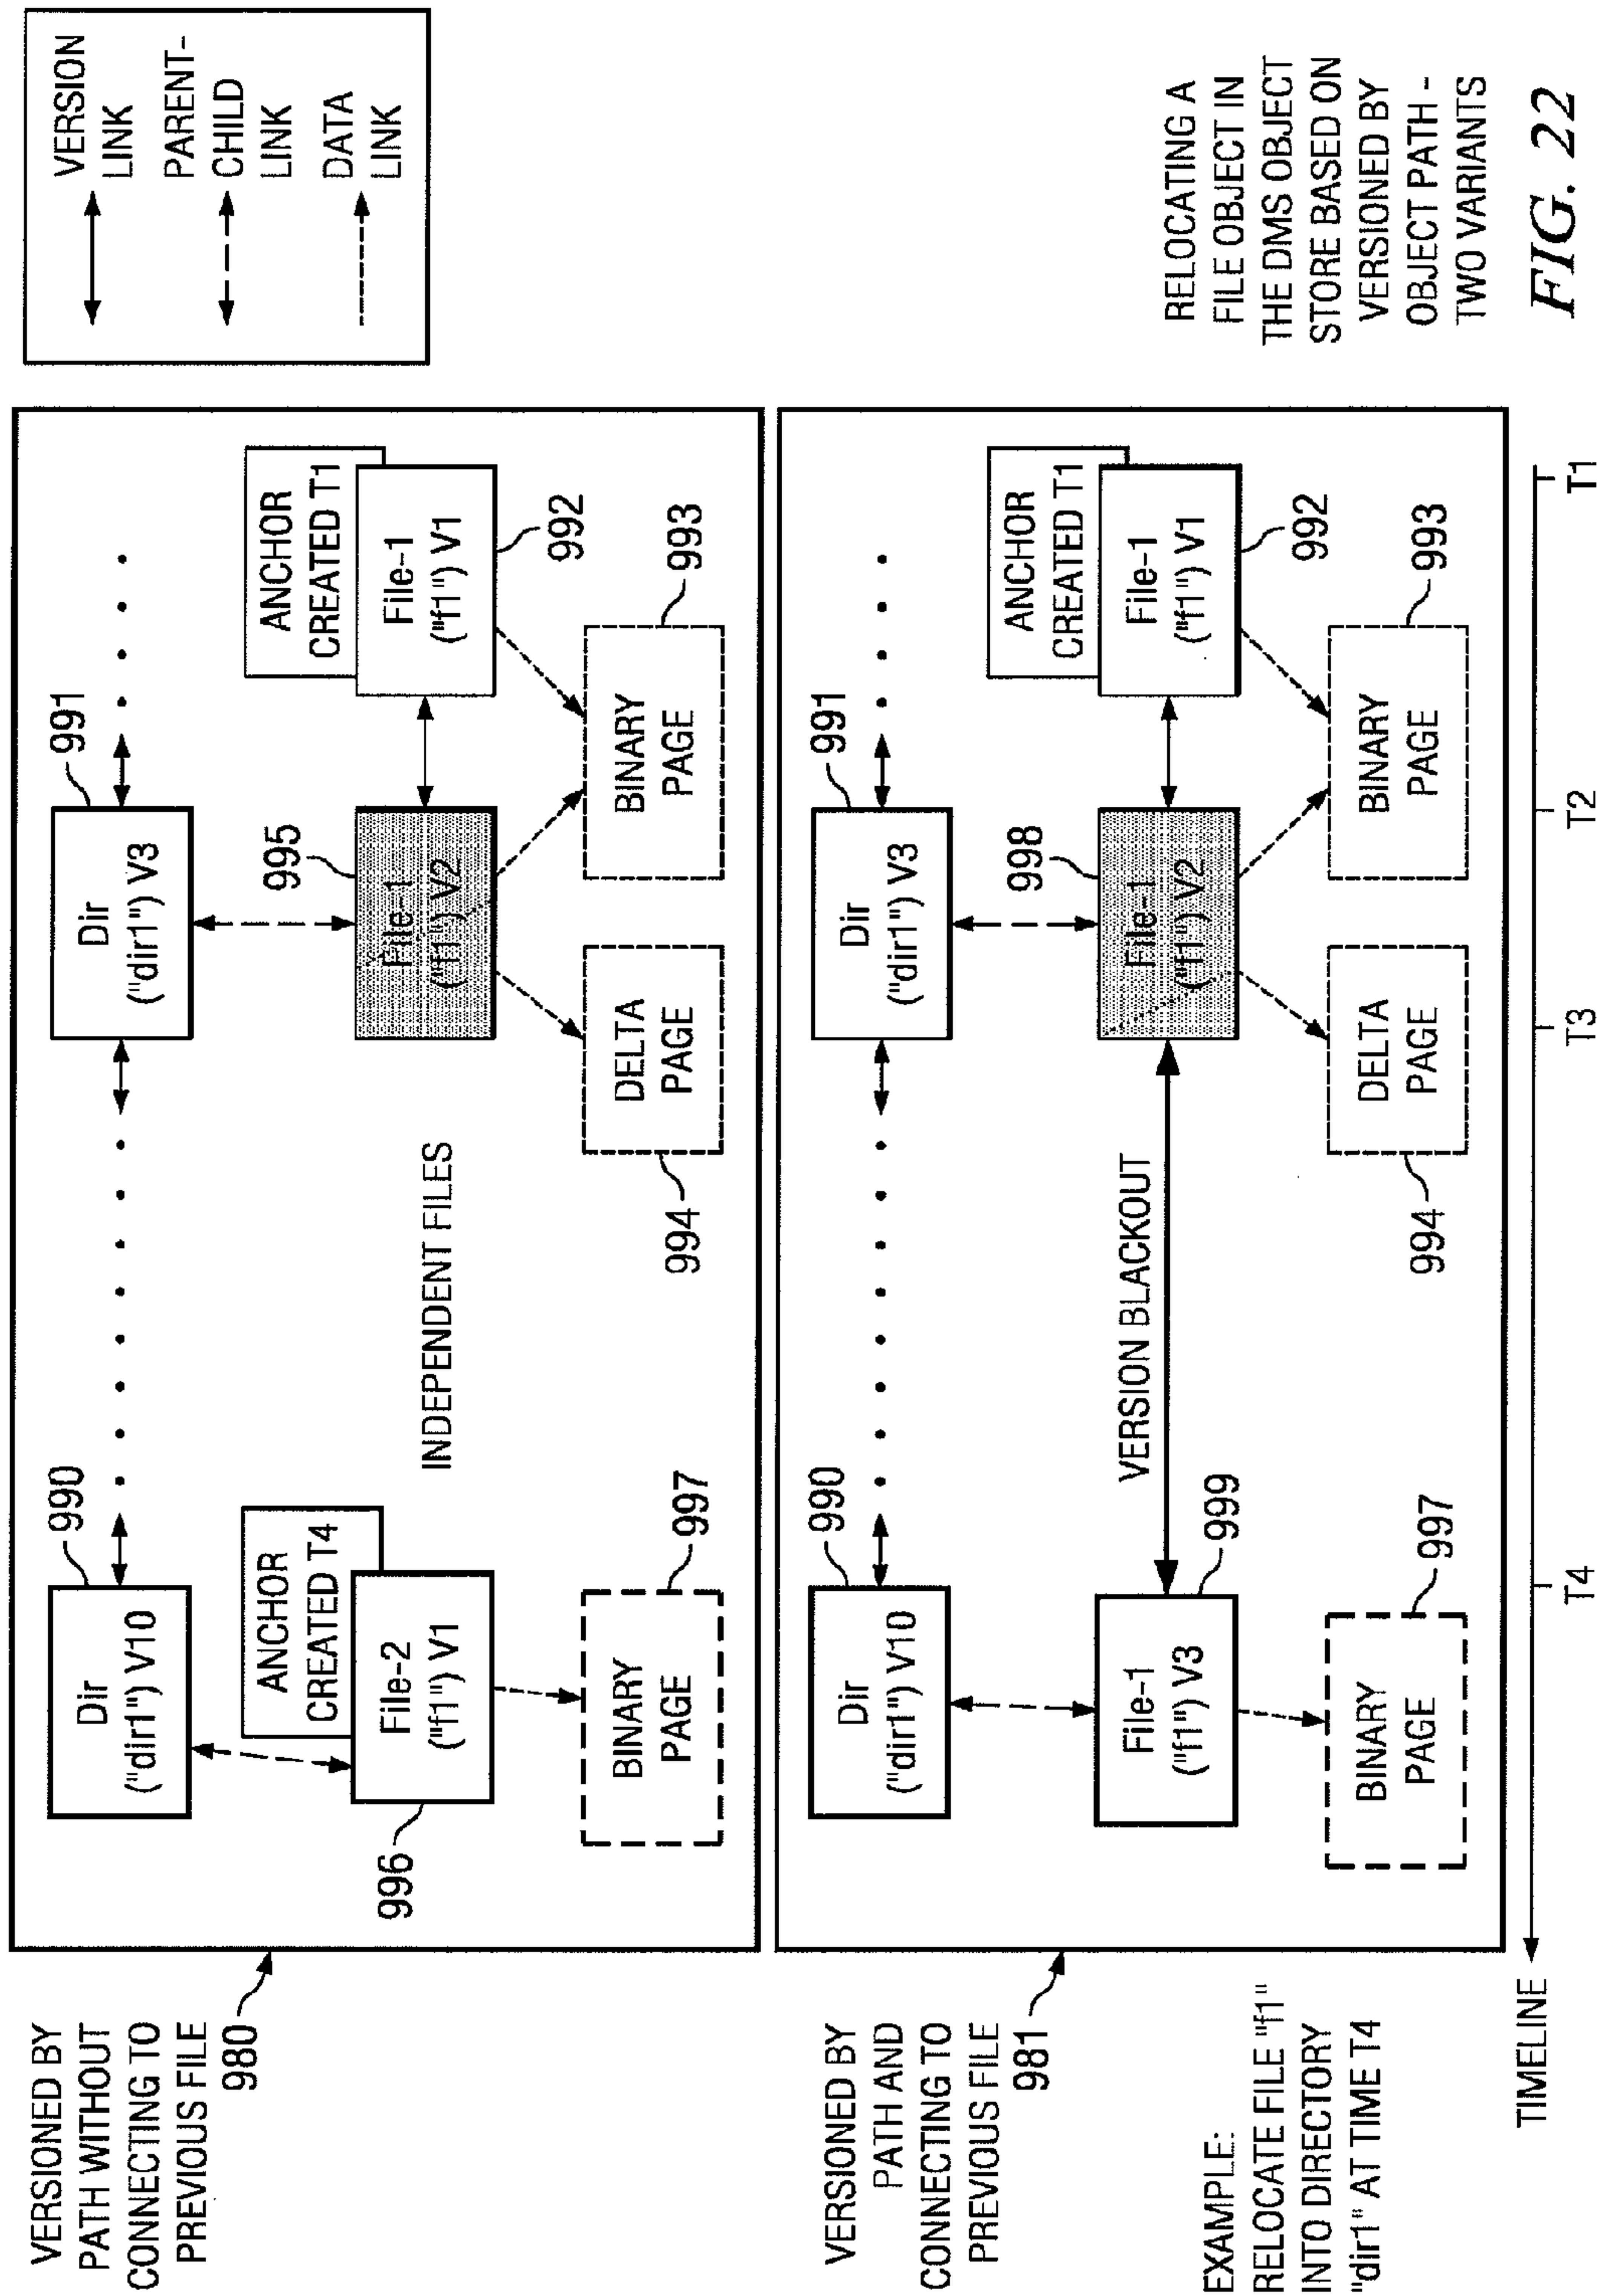 VERSIONED BY
PATH WITHOUT
CONNECTING TO
PREVIOUS FILE
980
990
Dir
("dir1") V10
991
Dir
("dir1") V3
ANCHOR
CREATED T4
File-2
("f1") V1
996
BINARY
PAGE
997
INDEPENDENT FILES
995
File-1
("f1") V2
ANCHOR
CREATED T1
File-1
("f1") V1
992
DELTA
PAGE
994
BINARY
PAGE
993
VERSION
LINK
PARENT-
CHILD
LINK
DATA
LINK
VERSIONED BY
PATH AND
CONNECTING TO
PREVIOUS FILE
981
990
Dir
("dir1") V10
991
Dir
("dir1") V3
File-1
("f1") V3
999
VERSION BLACKOUT
998
File-1
("f1") V2
ANCHOR
CREATED T1
File-1
("f1") V1
992
BINARY
PAGE
997
DELTA
PAGE
994
BINARY
PAGE
993
EXAMPLE:
RELOCATE FILE "f1"
INTO DIRECTORY
"dir1" AT TIME T4
TIMELINE
T4
T3
T2
T1
RELOCATING A
FILE OBJECT IN
THE DMS OBJECT
STORE BASED ON
VERSIONED BY
OBJECT PATH -
TWO VARIANTS
FIG. 22